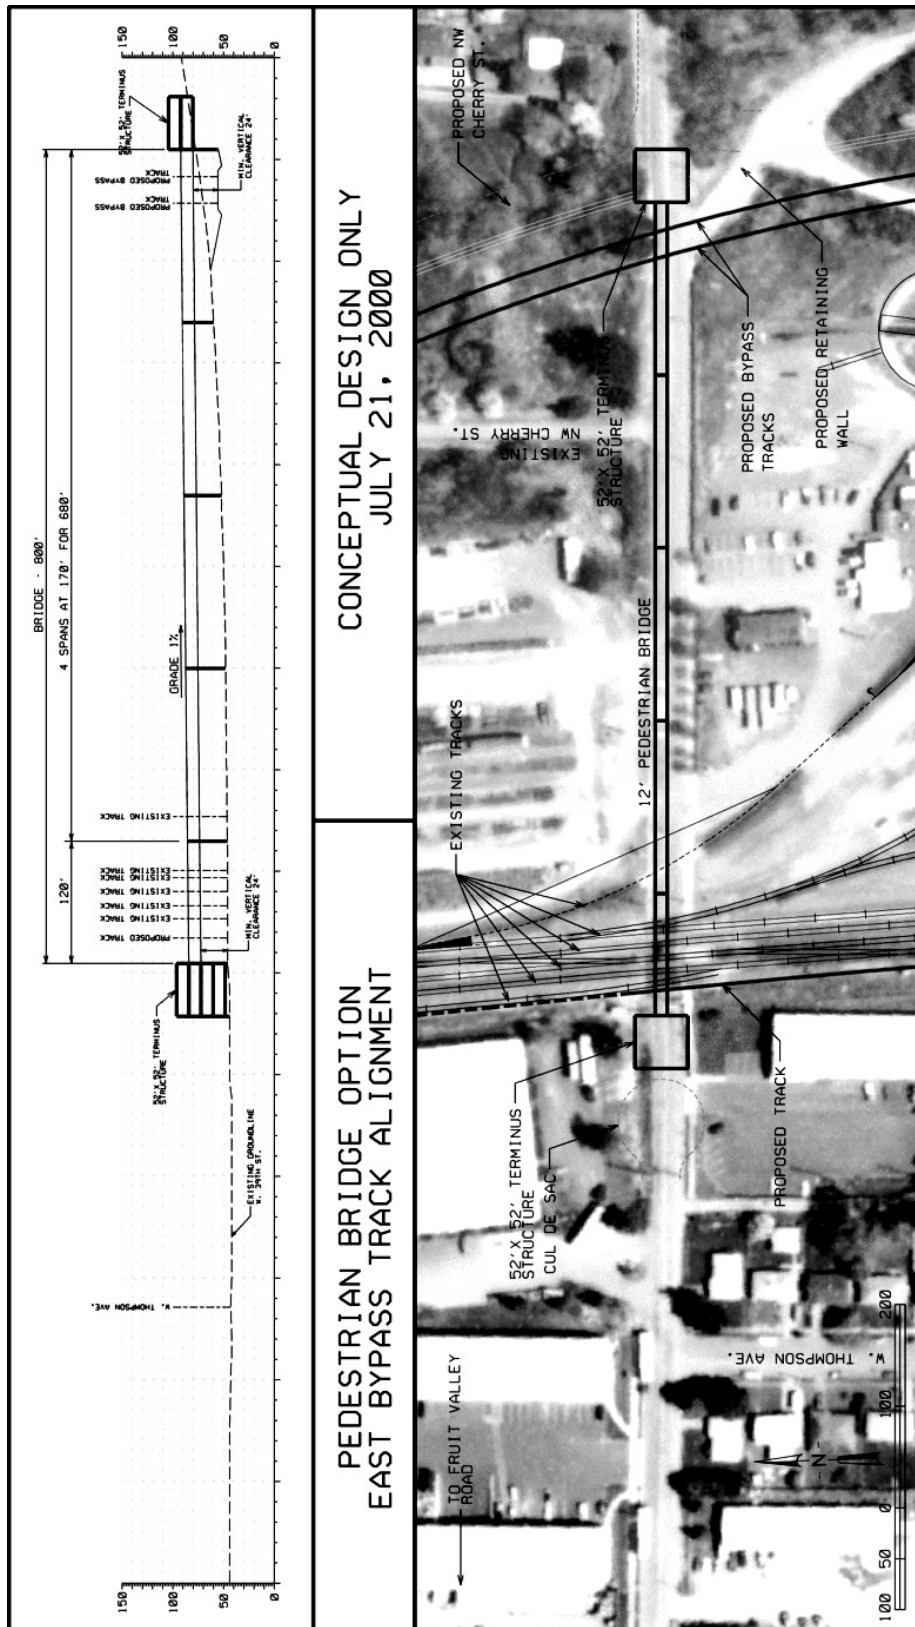 150
100
50
0
52'X 52' TERMINUS
STRUCTURE
PROPOSED BYPASS
TRACK
PROPOSED BYPASS
TRACK
MIN. VERTICAL
CLEARANCE 24'
BRIDGE - 800'
4 SPANS AT 170' FOR 680'
GRADE 1%
120'
EXISTING TRACK
EXISTING TRACK
EXISTING TRACK
EXISTING TRACK
EXISTING TRACK
EXISTING TRACK
PROPOSED TRACK
MIN. VERTICAL
CLEARANCE 24'
52'X 52' TERMINUS
STRUCTURE
EXISTING GROUNDLINE
W. 39TH ST.
W. THOMPSON AVE.
150
100
50
0
PEDESTRIAN BRIDGE OPTION
EAST BYPASS TRACK ALIGNMENT
CONCEPTUAL DESIGN ONLY
JULY 21, 2000
TO FRUIT VALLEY
ROAD
52'X 52' TERMINUS
STRUCTURE
CUL DE SAC
EXISTING TRACKS
EXISTING
NW CHERRY ST.
PROPOSED NW
CHERRY ST.
52'X 52' TERMINUS
STRUCTURE
12' PEDESTRIAN BRIDGE
W. THOMPSON AVE.
PROPOSED TRACK
PROPOSED BYPASS
TRACKS
PROPOSED RETAINING
WALL
-N-
100
50
0
100
200